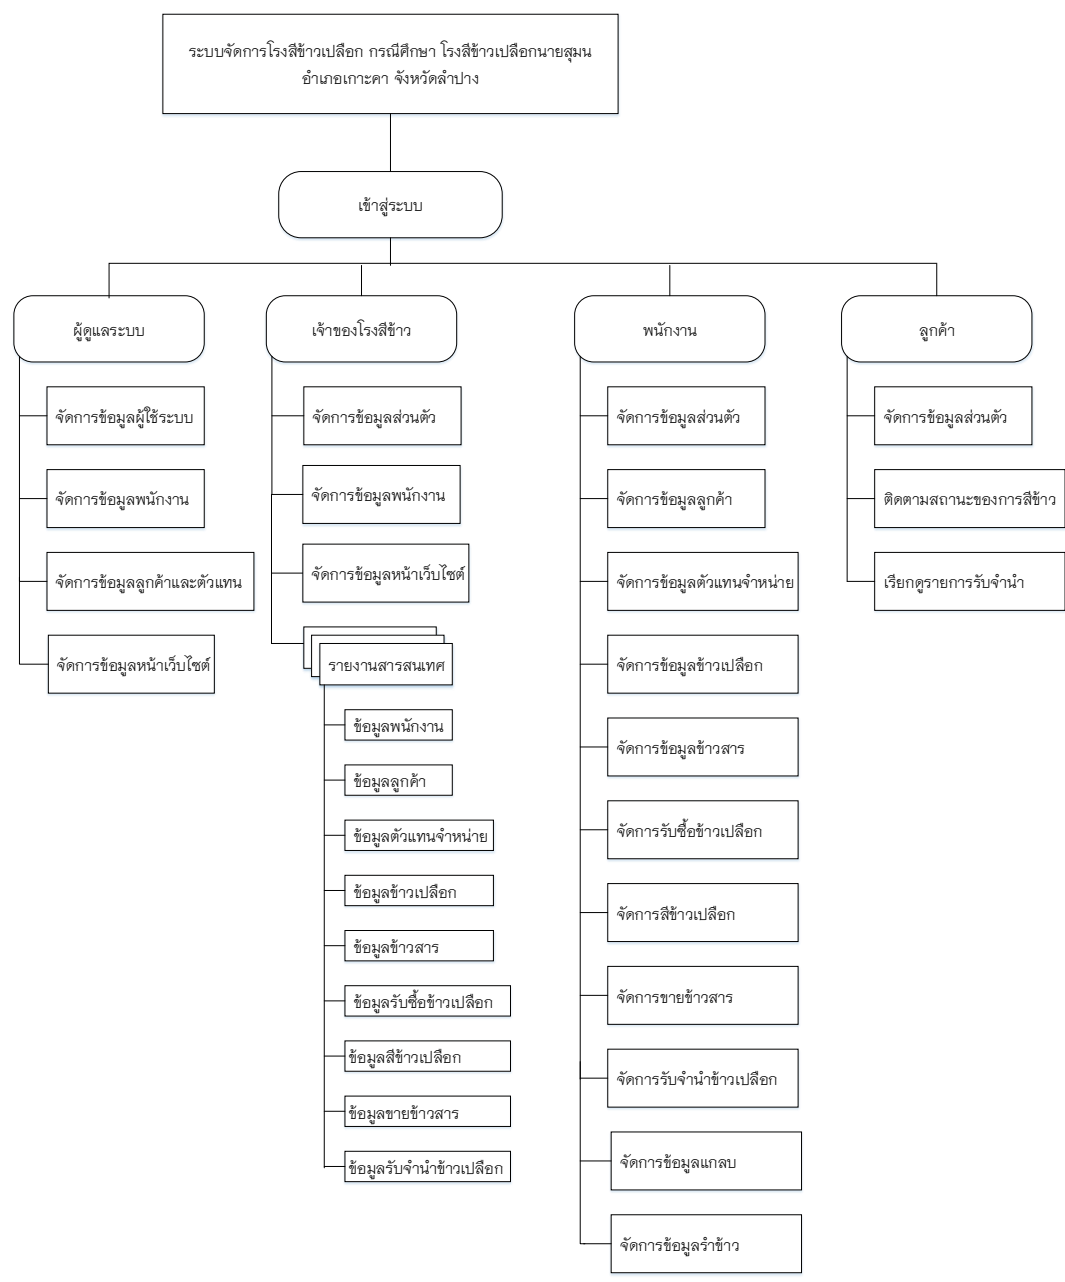 ระบบจัดการโรงสีข้าวเปลือก กรณีศึกษา โรงสีข้าวเปลือกนายสุมน
อำเภอเกาะคา จังหวัดลำปาง
เข้าสู่ระบบ
ผู้ดูแลระบบ
จัดการข้อมูลผู้ใช้ระบบ
จัดการข้อมูลพนักงาน
จัดการข้อมูลลูกค้าและตัวแทน
จัดการข้อมูลหน้าเว็บไซต์
เจ้าของโรงสีข้าว
จัดการข้อมูลส่วนตัว
จัดการข้อมูลพนักงาน
จัดการข้อมูลหน้าเว็บไซต์
รายงานสารสนเทศ
ข้อมูลพนักงาน
ข้อมูลลูกค้า
ข้อมูลตัวแทนจำหน่าย
ข้อมูลข้าวเปลือก
ข้อมูลข้าวสาร
ข้อมูลรับซื้อข้าวเปลือก
ข้อมูลสีข้าวเปลือก
ข้อมูลขายข้าวสาร
ข้อมูลรับจำนำข้าวเปลือก
พนักงาน
จัดการข้อมูลส่วนตัว
จัดการข้อมูลลูกค้า
จัดการข้อมูลตัวแทนจำหน่าย
จัดการข้อมูลข้าวเปลือก
จัดการข้อมูลข้าวสาร
จัดการรับซื้อข้าวเปลือก
จัดการสีข้าวเปลือก
จัดการขายข้าวสาร
จัดการรับจำนำข้าวเปลือก
จัดการข้อมูลแกลบ
จัดการข้อมูลรำข้าว
ลูกค้า
จัดการข้อมูลส่วนตัว
ติดตามสถานะของการสีข้าว
เรียกดูรายการรับจำนำ